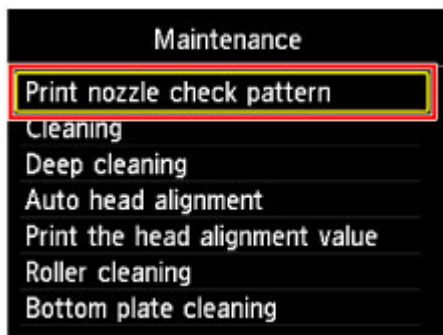 Maintenance
Print nozzle check pattern
Cleaning
Deep cleaning
Auto head alignment
Print the head alignment value
Roller cleaning
Bottom plate cleaning